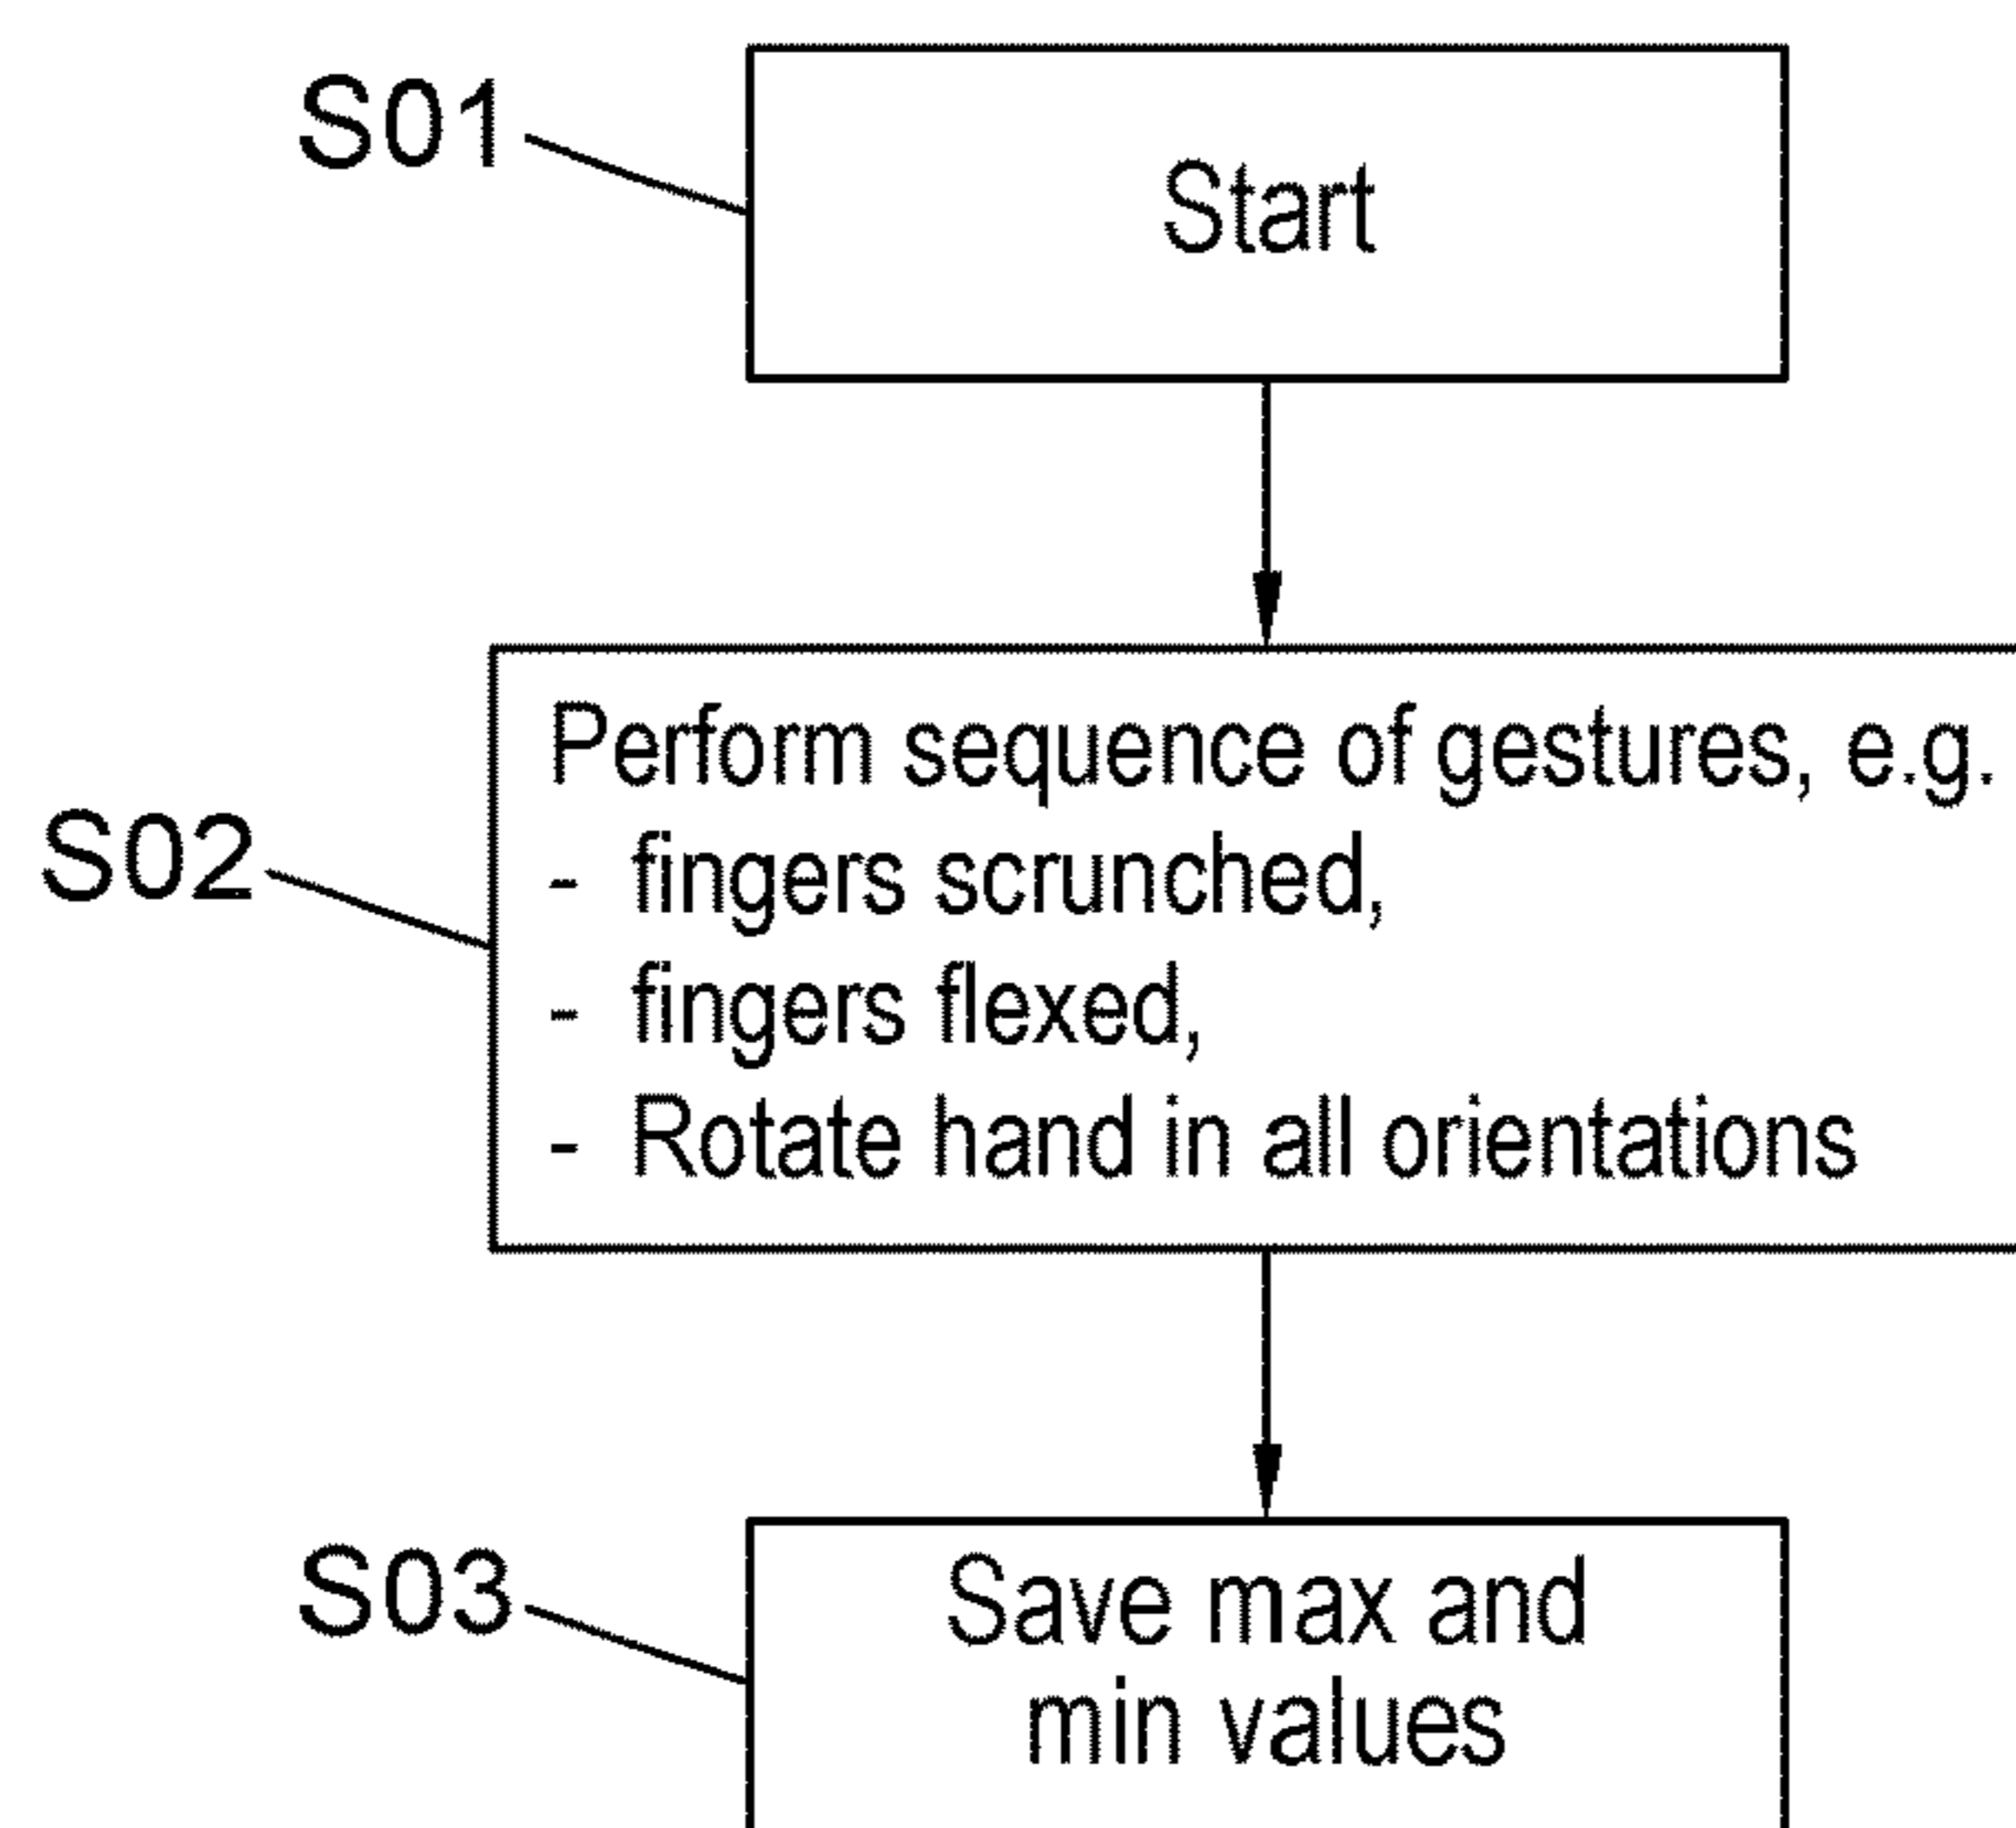 S01
Start
S02
Perform sequence of gestures, e.g.
- fingers scrunched,
- fingers flexed,
- Rotate hand in all orientations
S03
Save max and
min values